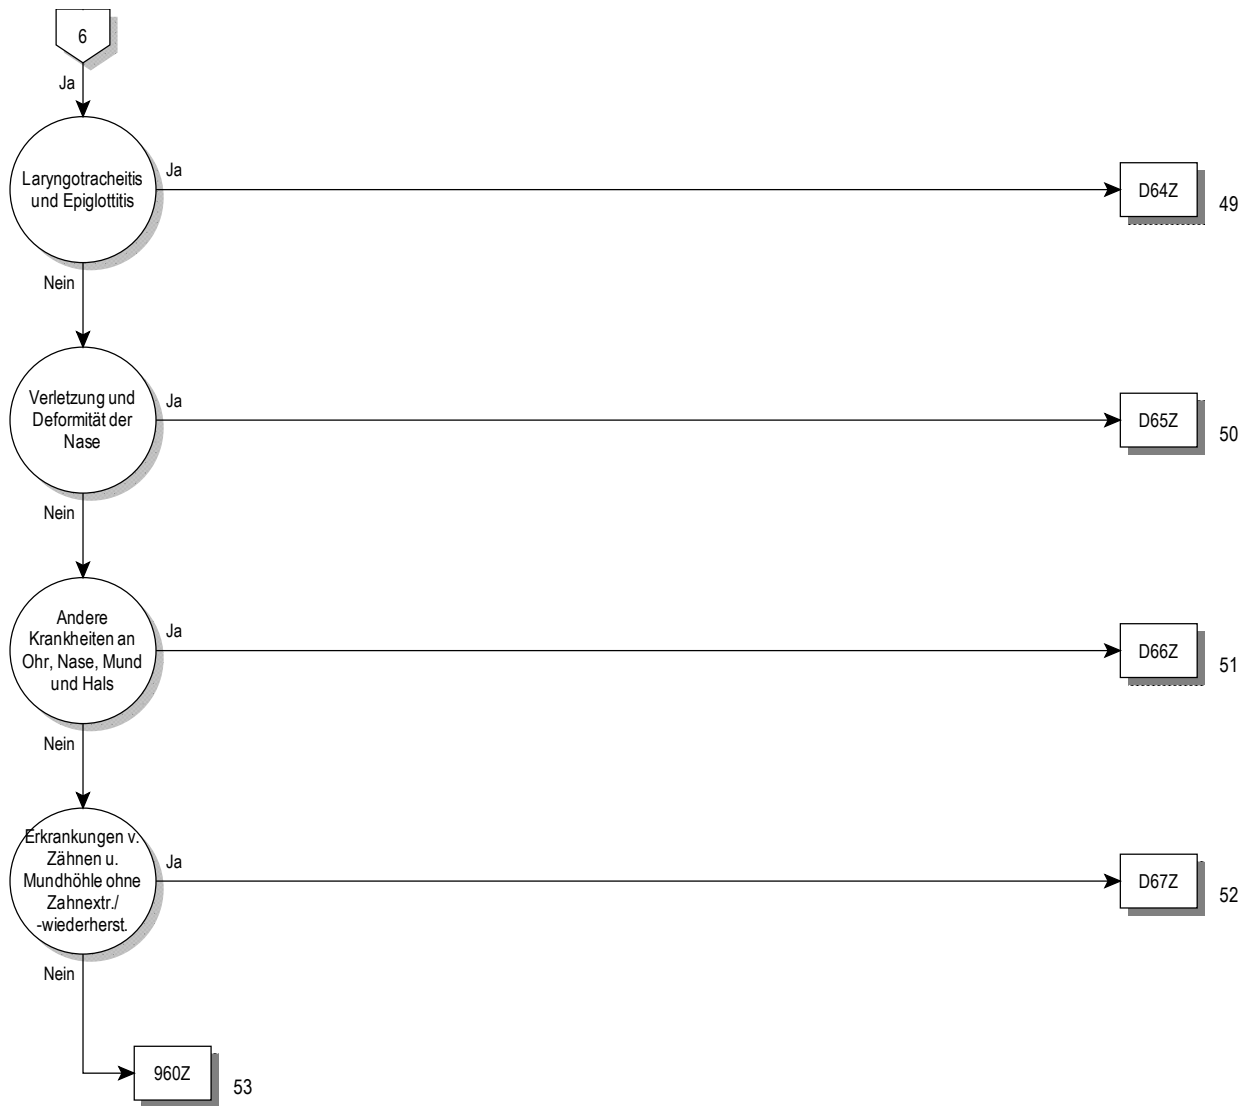 6
Ja
Laryngotracheitis
und Epiglottitis
Ja
D64Z
49
Nein
Verletzung und
Deformität der
Nase
Ja
D65Z
50
Nein
Andere
Krankheiten an
Ohr, Nase, Mund
und Hals
Ja
D66Z
51
Nein
Erkrankungen v.
Zähnen u.
Mundhöhle ohne
Zahnextr./
-wiederherst.
Ja
D67Z
52
Nein
960Z
53